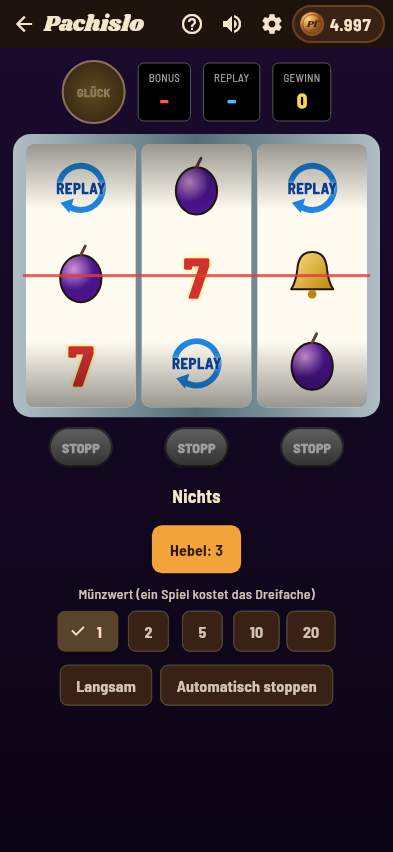 Pachislo
Pf 4.997
GLÜCK
BONUS
-
REPLAY
-
GEWINN
0
REPLAY REPLAY
7
7 REPLAY
STOPP STOPP STOPP
Nichts
Hebel: 3
Münzwert (ein Spiel kostet das Dreifache)
1 2 5 10 20
Langsam Automatisch stoppen